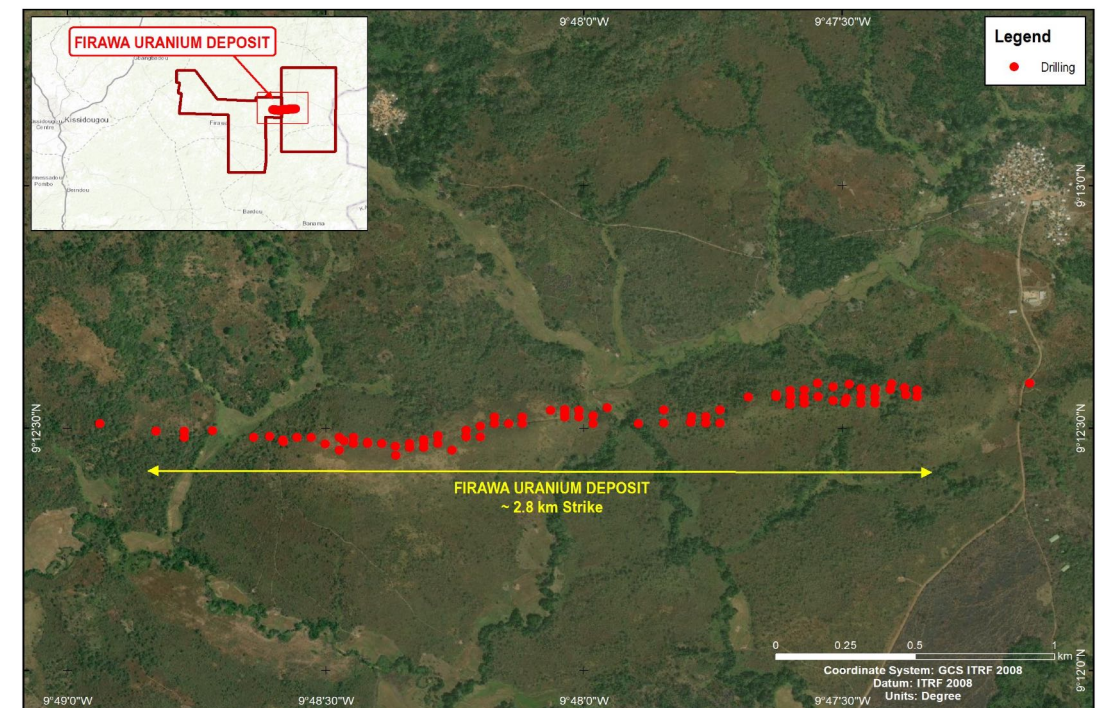 FIRAWA URANIUM DEPOSIT
Kissidougou
Firawa
Bardou
Banama
9°48'0"W
9°47'30"W
Legend
Drilling
9°13'0"N
9°12'30"N
9°12'30"N
FIRAWA URANIUM DEPOSIT
~ 2.8 km Strike
0 0.25 0.5 1
km
Coordinate System: GCS ITRF 2008
Datum: ITRF 2008
Units: Degree
9°12'0"N
9°49'0"W
9°48'30"W
9°48'0"W
9°47'30"W